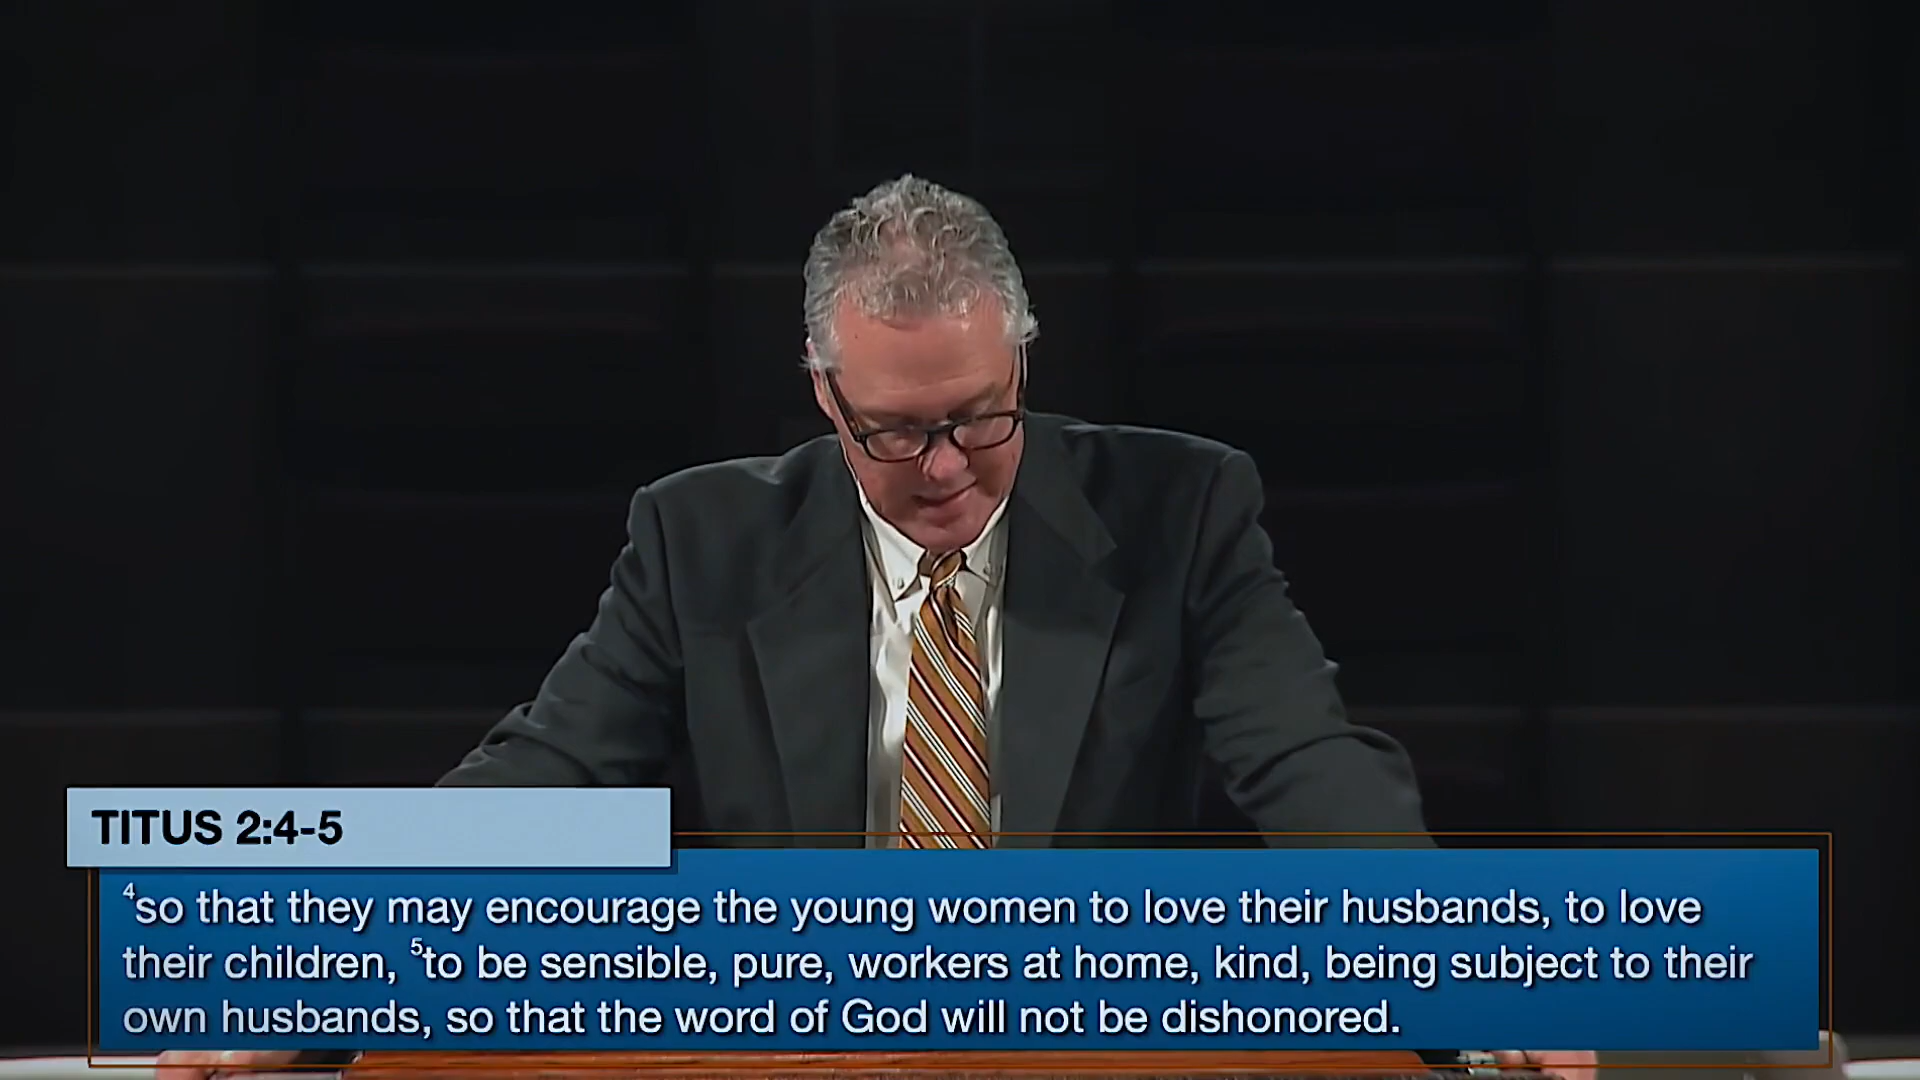 TITUS 2:4-5
⁴so that they may encourage the young women to love their husbands, to love
their children, ⁵to be sensible, pure, workers at home, kind, being subject to their
own husbands, so that the word of God will not be dishonored.